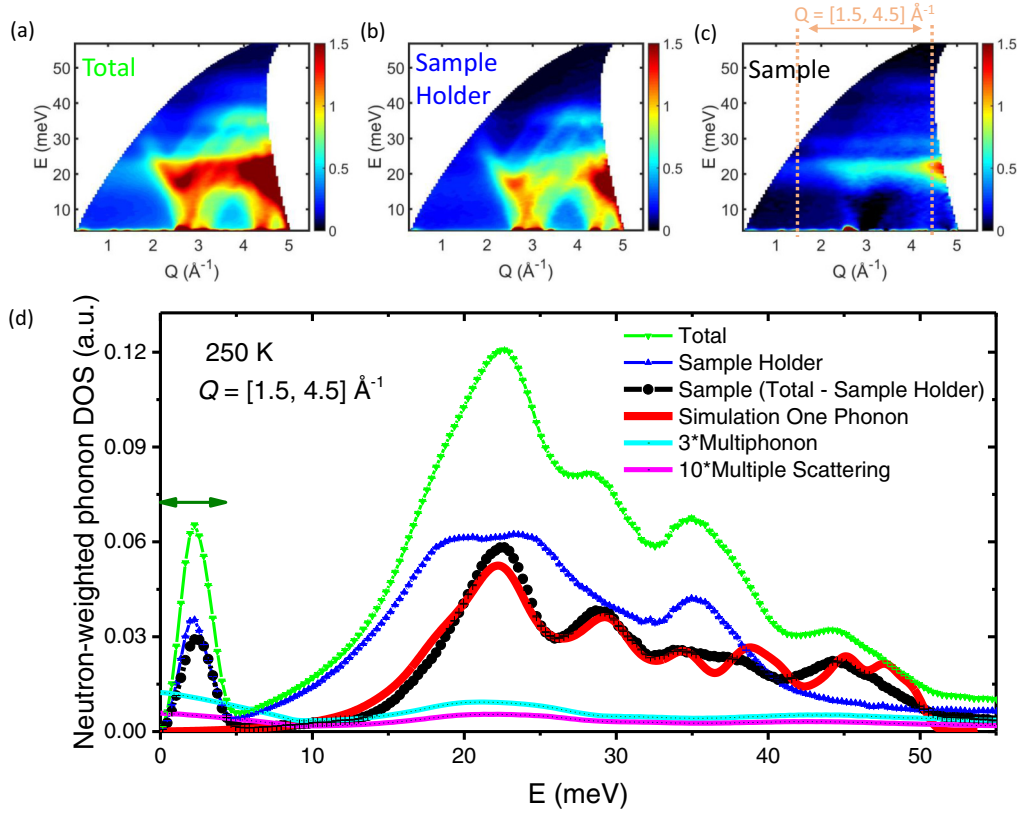 (a)
Total
E (meV)
50
40
30
20
10
1
2
3
4
5
Q (Å⁻¹)
1.5
1
0.5
0
(b)
Sample
Holder
E (meV)
50
40
30
20
10
1
2
3
4
5
Q (Å⁻¹)
1.5
1
0.5
0
Q = [1.5, 4.5] Å⁻¹
(c)
Sample
E (meV)
50
40
30
20
10
1
2
3
4
5
Q (Å⁻¹)
1.5
1
0.5
0
(d)
Neutron-weighted phonon DOS (a.u.)
0.12
0.09
0.06
0.03
0.00
250 K
Q = [1.5, 4.5] Å⁻¹
Total
Sample Holder
Sample (Total - Sample Holder)
Simulation One Phonon
3*Multiphonon
10*Multiple Scattering
0
10
20
30
40
50
E (meV)